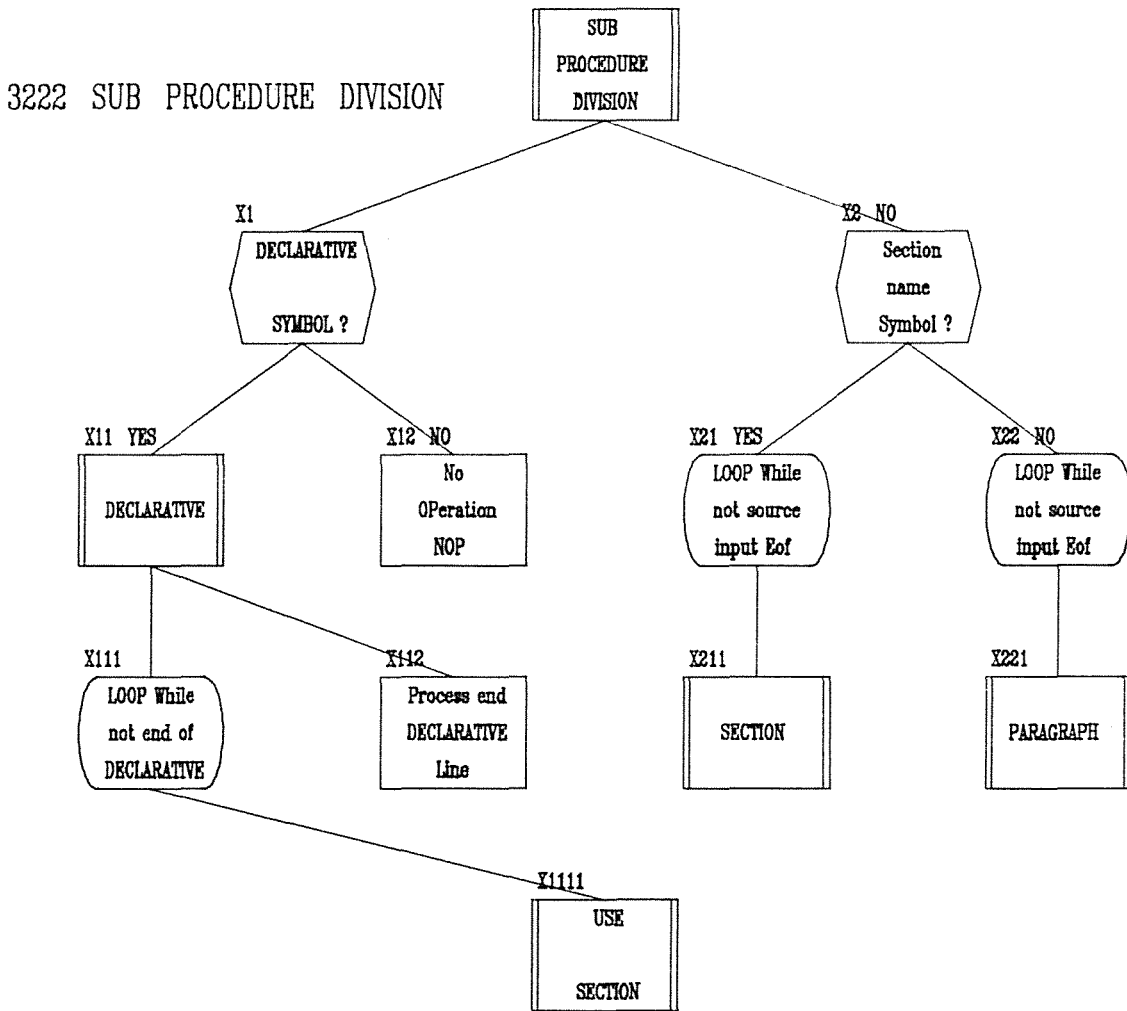 SUB
PROCEDURE
DIVISION
3222 SUB PROCEDURE DIVISION
X1
DECLARATIVE
SYMBOL ?
X2 NO
Section
name
Symbol ?
X11 YES
DECLARATIVE
X12 NO
No
OPeration
NOP
X21 YES
LOOP While
not source
input Eof
X22 NO
LOOP While
not source
input Eof
X111
LOOP While
not end of
DECLARATIVE
X112
Process end
DECLARATIVE
Line
X211
SECTION
X221
PARAGRAPH
X1111
USE
SECTION